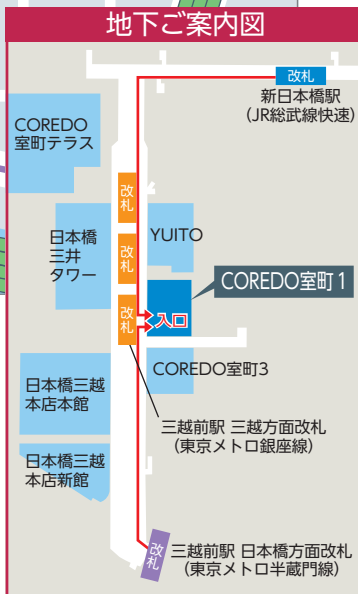 地下ご案内図
改札
新日本橋駅
(JR総武線快速)
COREDO
室町テラス
改札
日本橋
三井
タワー
改札
YUITO
COREDO室町1
改札
入口
COREDO室町3
日本橋三越
本店本館
三越前駅 三越方面改札
(東京メトロ銀座線)
日本橋三越
本店新館
改札
三越前駅 日本橋方面改札
(東京メトロ半蔵門線)